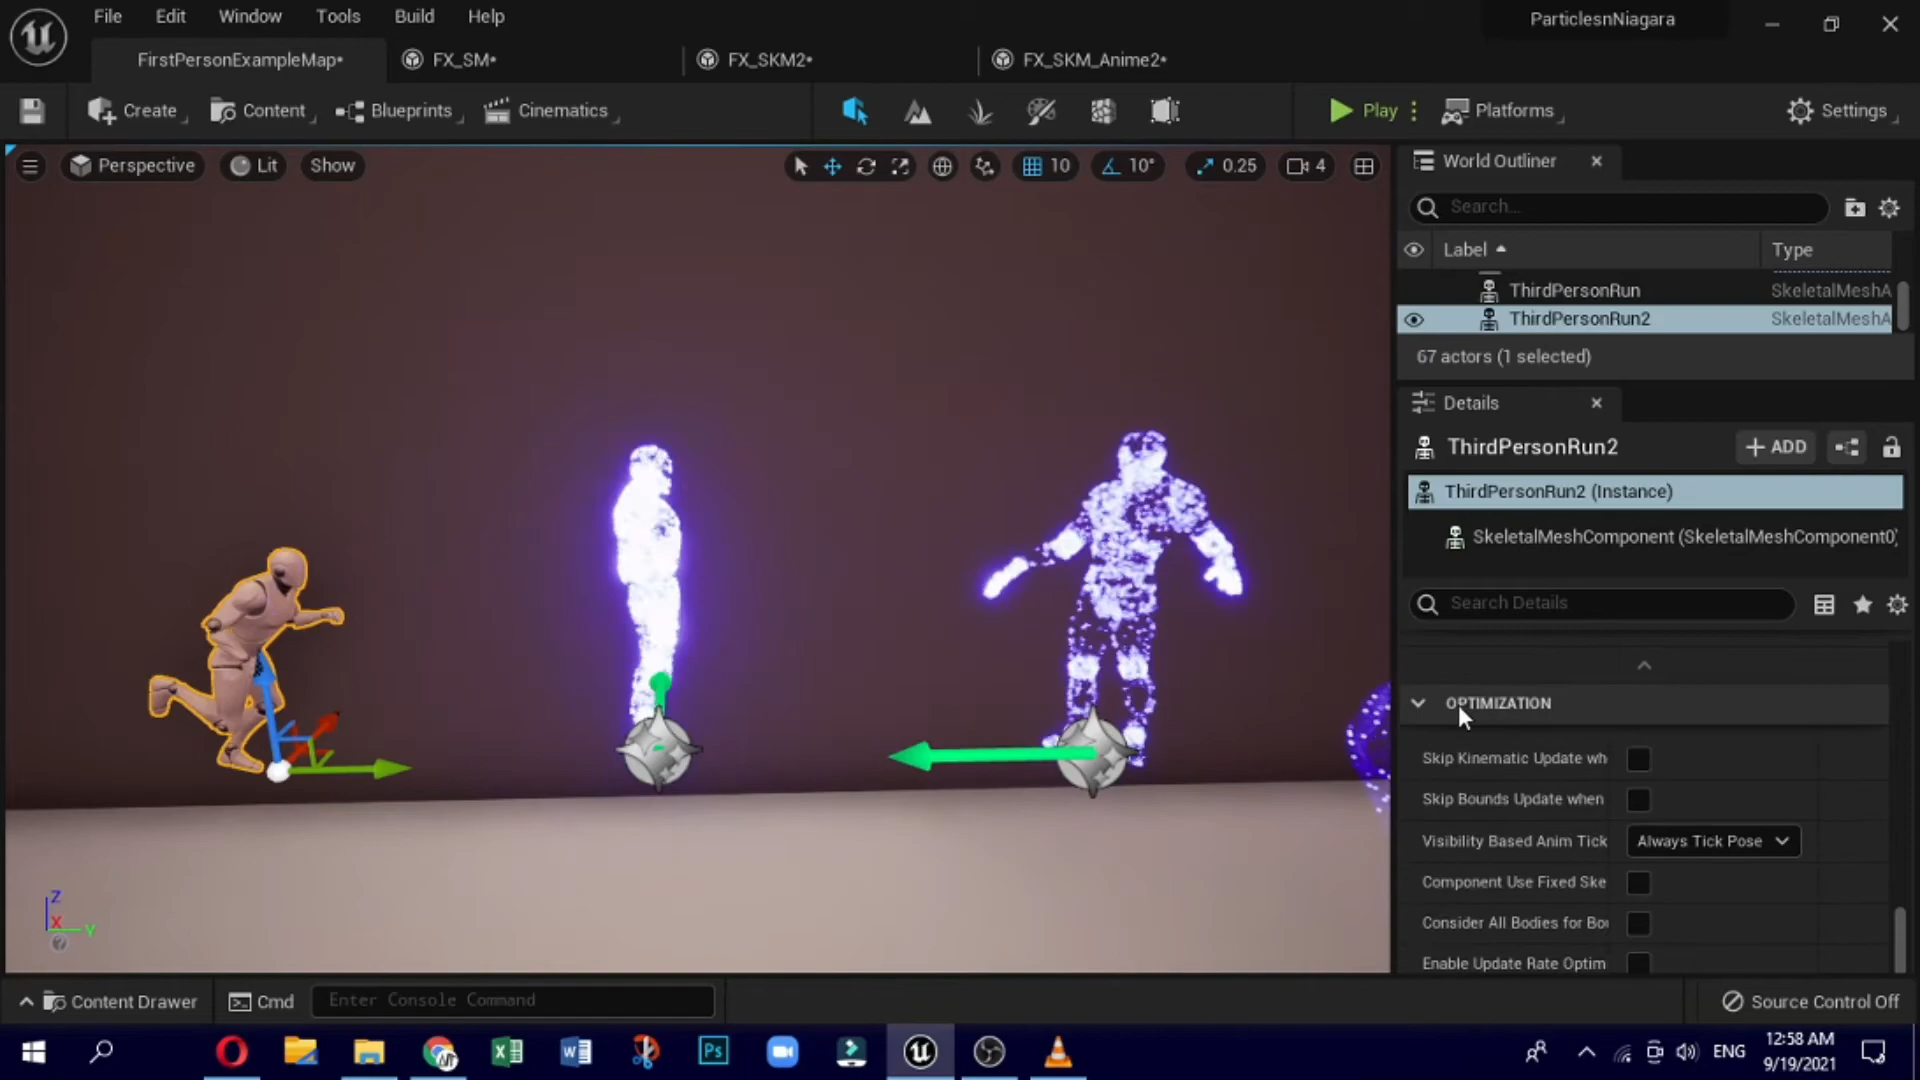 File Edit Window Tools Build Help
ParticlesnNiagara
FirstPersonExampleMap•
FX_SM•
FX_SKM2•
FX_SKM_Anime2•
Create
Content
Blueprints
Cinematics
Play
Platforms
Settings
Perspective
Lit
Show
10
10°
0.25
4
World Outliner
Search...
Label
Type
ThirdPersonRun
SkeletalMeshA
ThirdPersonRun2
SkeletalMeshA
67 actors (1 selected)
Details
ThirdPersonRun2
+ ADD
ThirdPersonRun2 (Instance)
SkeletalMeshComponent (SkeletalMeshComponent0)
Search Details
OPTIMIZATION
Skip Kinematic Update wh
Skip Bounds Update when
Visibility Based Anim Tick
Always Tick Pose
Component Use Fixed Ske
Consider All Bodies for Bou
Enable Update Rate Optim
Z
X
Y
Content Drawer
Cmd
Enter Console Command
Source Control Off
Ps
ENG
12:58 AM
9/19/2021